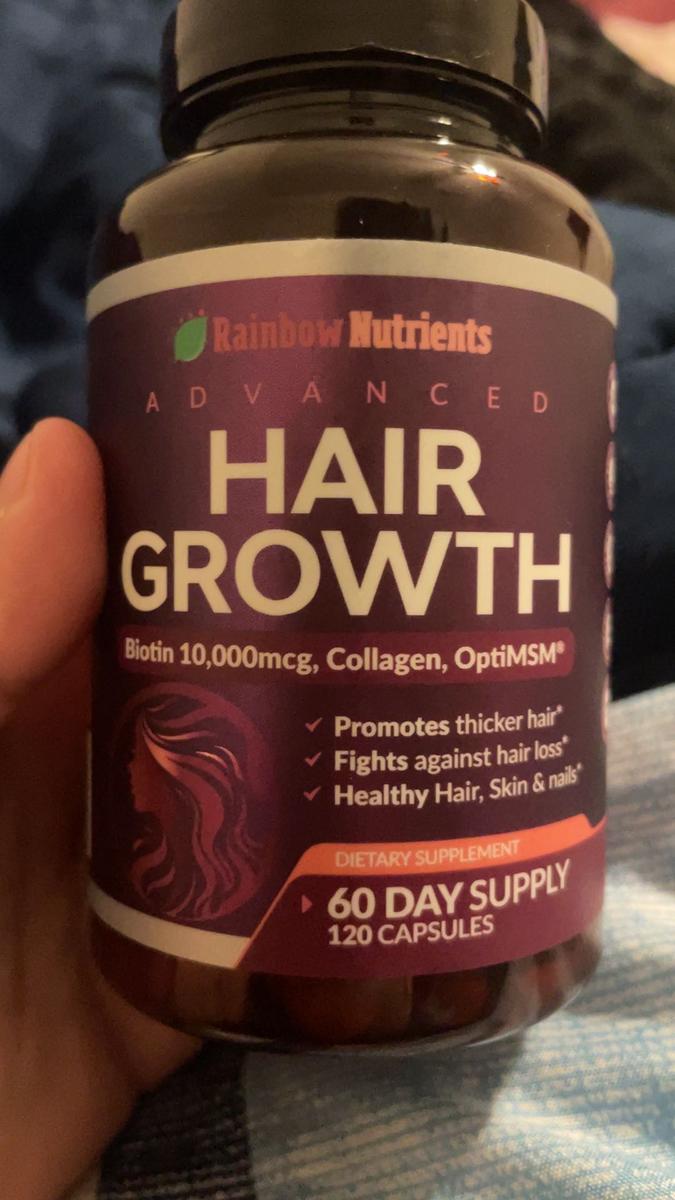 Rainbow Nutrients
ADVANCED
HAIR
GROWTH
Biotin 10,000mcg, Collagen, OptiMSM®
✓ Promotes thicker hair*
✓ Fights against hair loss*
✓ Healthy Hair, Skin & nails*
DIETARY SUPPLEMENT
60 DAY SUPPLY
120 CAPSULES